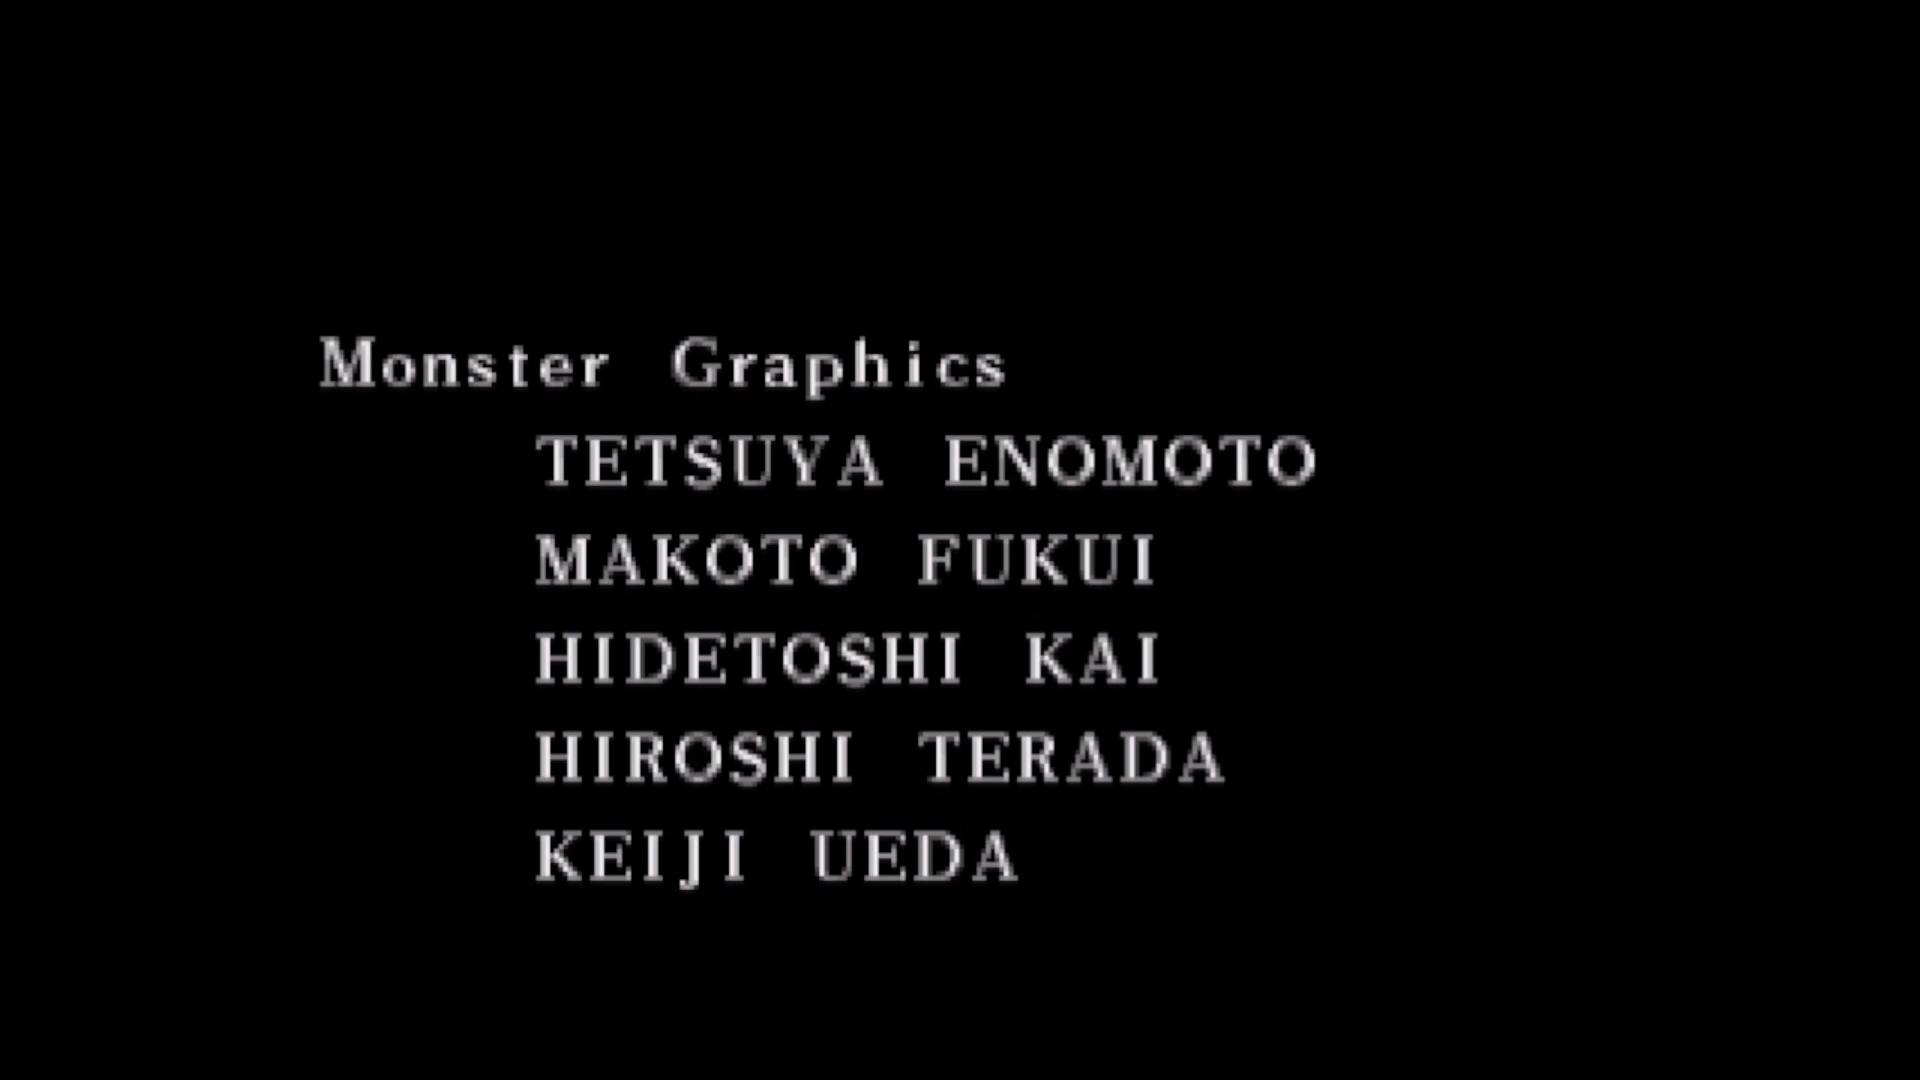 Monster Graphics
TETSUYA ENOMOTO
MAKOTO FUKUI
HIDETOSHI KAI
HIROSHI TERADA
KEIJI UEDA